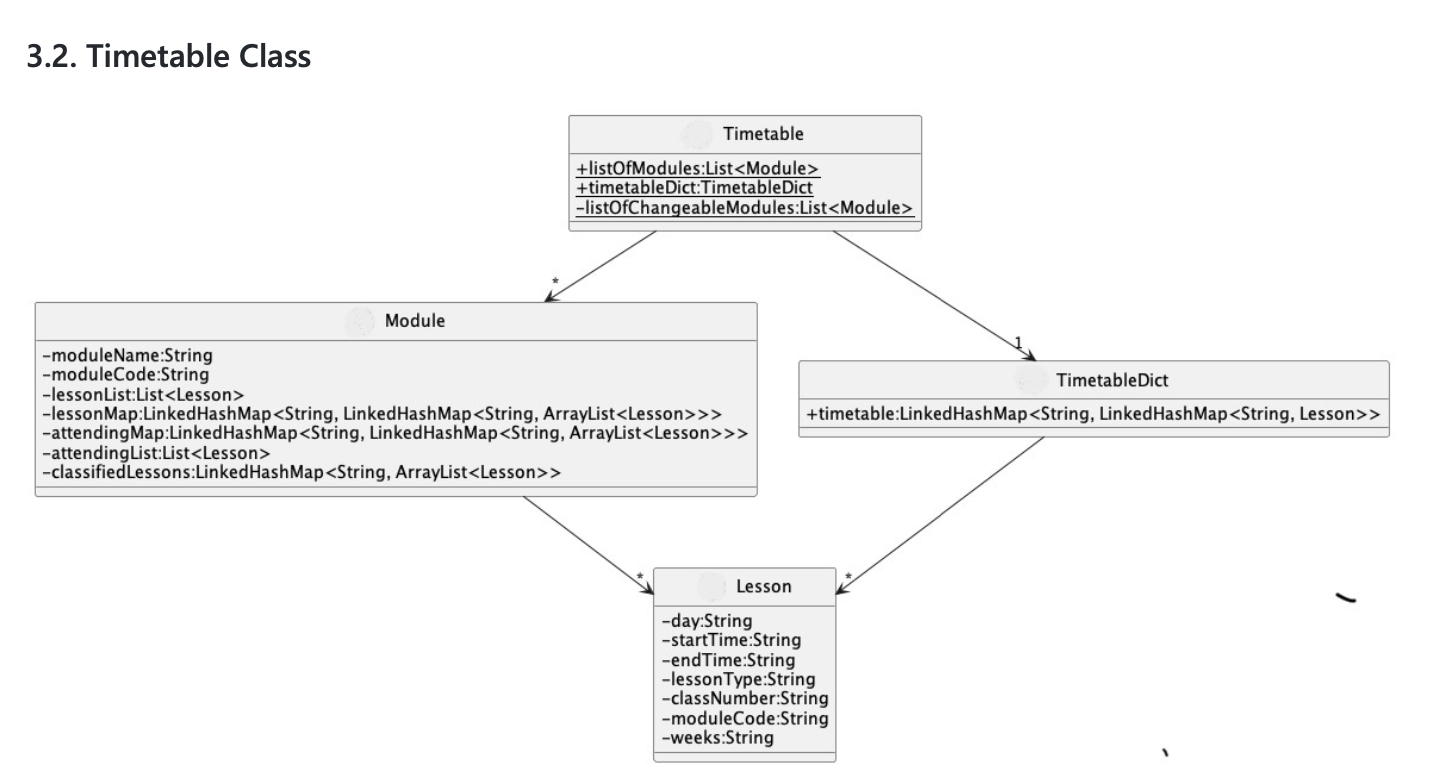 3.2. Timetable Class
Timetable
+listOfModules:List<Module>
+timetableDict:TimetableDict
-listOfChangeableModules:List<Module>
*
1
Module
-moduleName:String
-moduleCode:String
-lessonList:List<Lesson>
-lessonMap:LinkedHashMap<String, LinkedHashMap<String, ArrayList<Lesson>>>
-attendingMap:LinkedHashMap<String, LinkedHashMap<String, ArrayList<Lesson>>>
-attendingList:List<Lesson>
-classifiedLessons:LinkedHashMap<String, ArrayList<Lesson>>
TimetableDict
+timetable:LinkedHashMap<String, LinkedHashMap<String, Lesson>>
*
*
Lesson
-day:String
-startTime:String
-endTime:String
-lessonType:String
-classNumber:String
-moduleCode:String
-weeks:String